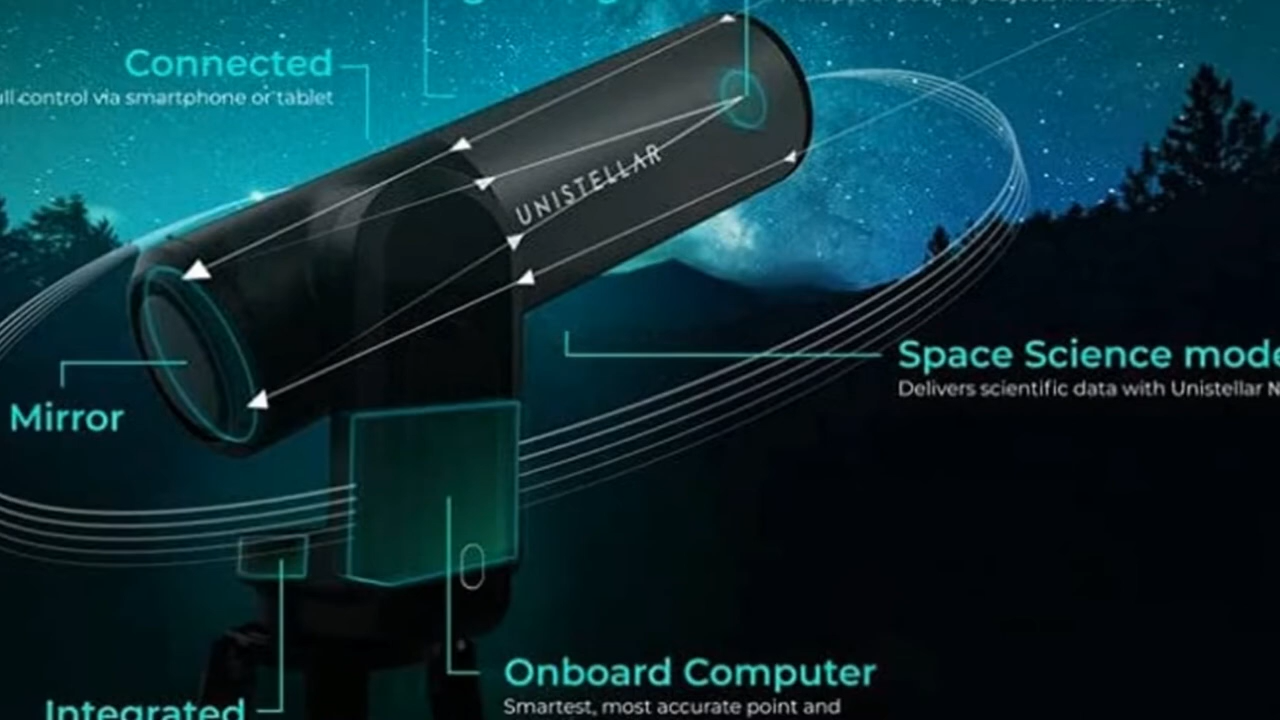 Connected
control via smartphone or tablet
UNISTELLAR
Space Science mode
Delivers scientific data with Unistellar
Mirror
Onboard Computer
Smartest, most accurate point and
Integrated